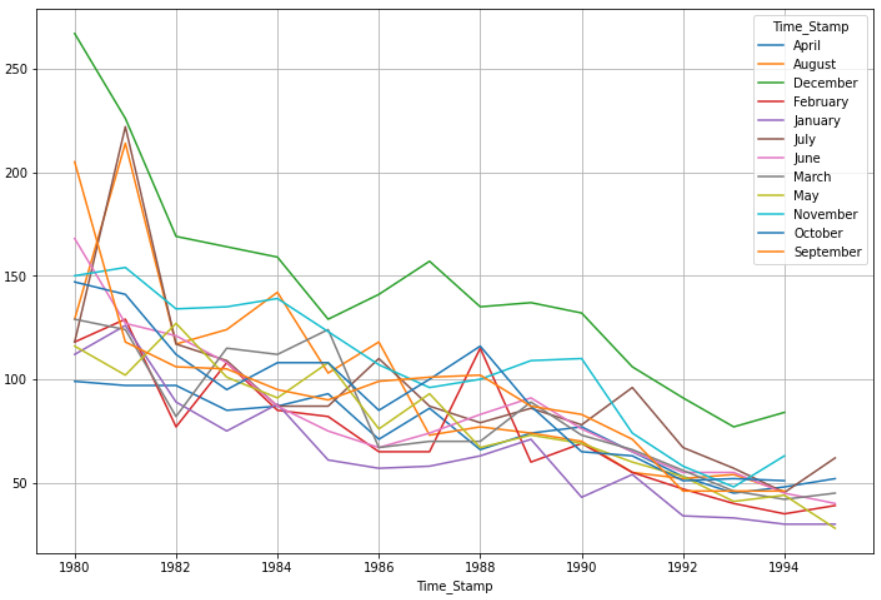 Time_Stamp
April
August
December
February
January
July
June
March
May
November
October
September
250
200
150
100
50
1980 1982 1984 1986 1988 1990 1992 1994
Time_Stamp